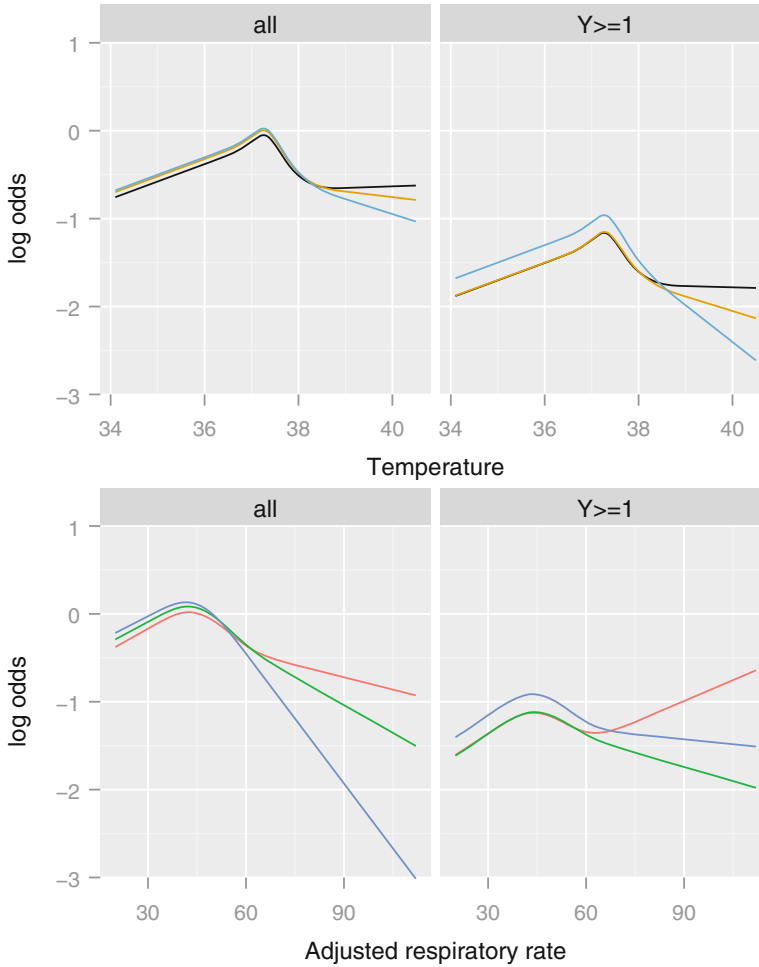 all Y>=1
1
0
−1
−2
−3
log odds
34 36 38 40 34 36 38 40
Temperature
all Y>=1
1
0
−1
−2
−3
log odds
30 60 90 30 60 90
Adjusted respiratory rate